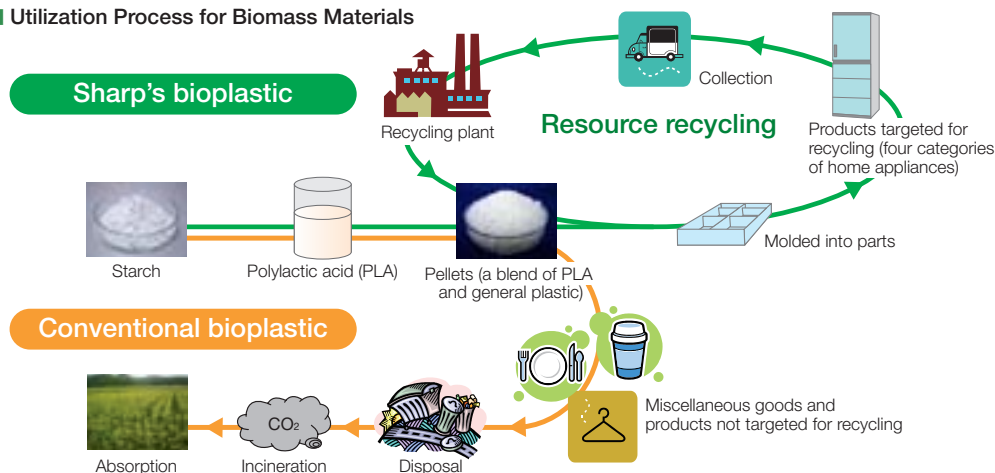 Utilization Process for Biomass Materials
Sharp's bioplastic
Collection
Recycling plant
Resource recycling
Products targeted for
recycling (four categories
of home appliances)
Starch
Polylactic acid (PLA)
Pellets (a blend of PLA
and general plastic)
Molded into parts
Conventional bioplastic
CO₂
Miscellaneous goods and
products not targeted for recycling
Absorption
Incineration
Disposal